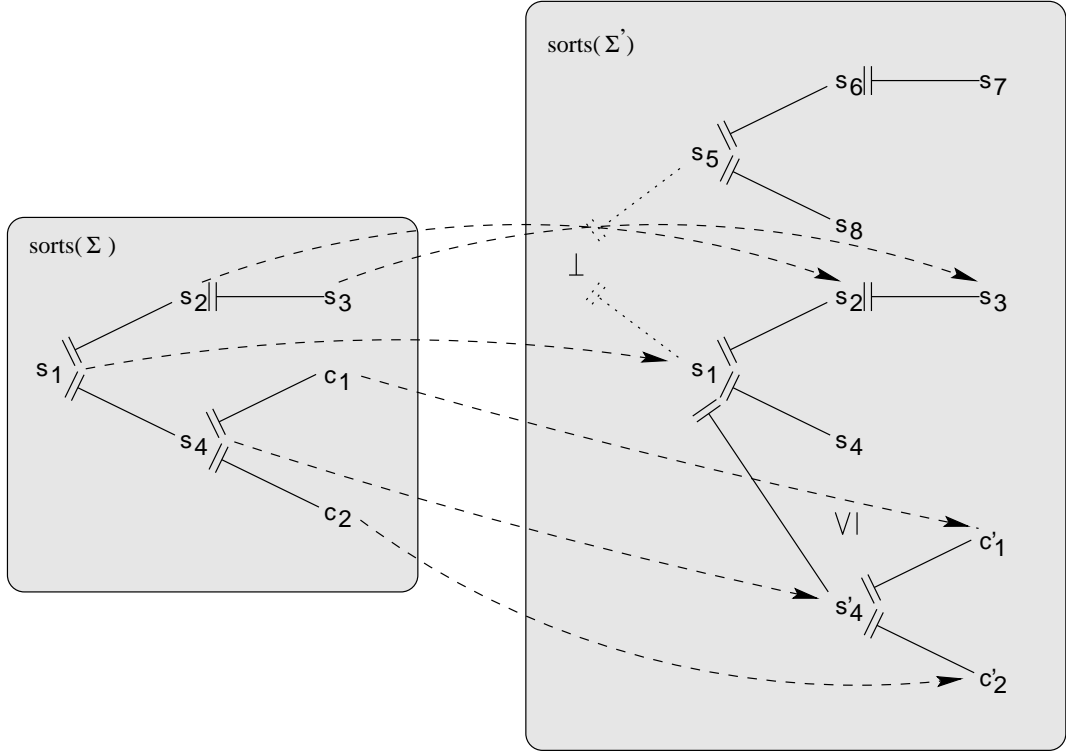 sorts(Σ')
s6 s7
s5
s8
sorts(Σ)
⊥
s2 s3
s2 s3
s1
c1
s1
s4
s4
c2
≤
c'1
s'4
c'2